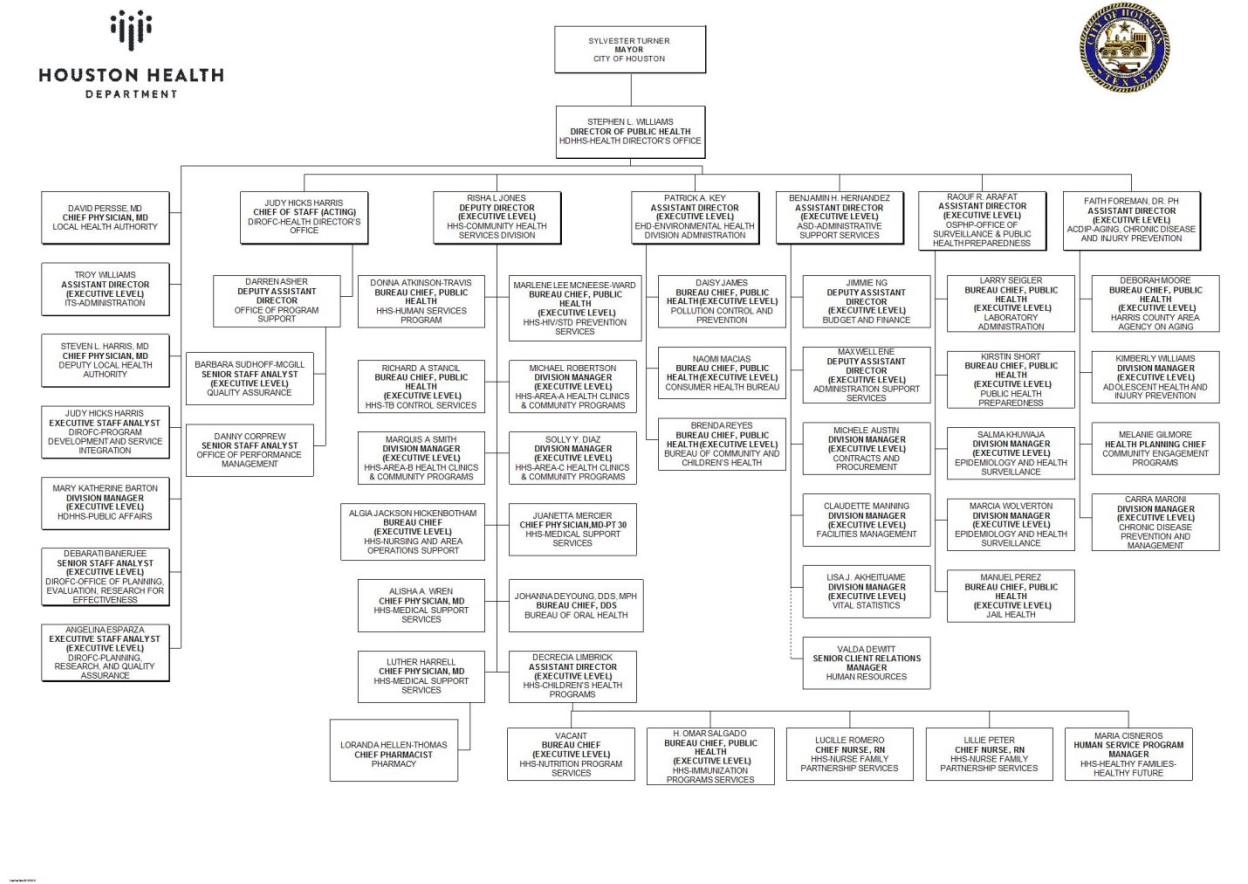 HOUSTON HEALTH
DEPARTMENT
SYLVESTER TURNER
MAYOR
CITY OF HOUSTON
CITY OF HOUSTON
TEXAS
STEPHEN L. WILLIAMS
DIRECTOR OF PUBLIC HEALTH
HDHHS-HEALTH DIRECTOR'S OFFICE
DAVID PERSSE, MD
CHIEF PHYSICIAN, MD
LOCAL HEALTH AUTHORITY
TROY WILLIAMS
ASSISTANT DIRECTOR
(EXECUTIVE LEVEL)
ITS-ADMINISTRATION
STEVEN L. HARRIS, MD
CHIEF PHYSICIAN, MD
DEPUTY LOCAL HEALTH
AUTHORITY
JUDY HICKS HARRIS
EXECUTIVE STAFF ANALYST
DIROFC-PROGRAM
DEVELOPMENT AND SERVICE
INTEGRATION
MARY KATHERINE BARTON
DIVISION MANAGER
(EXECUTIVE LEVEL)
HDHHS-PUBLIC AFFAIRS
DEBARATI BANERJEE
SENIOR STAFF ANALYST
(EXECUTIVE LEVEL)
DIROFC-OFFICE OF PLANNING,
EVALUATION, RESEARCH FOR
EFFECTIVENESS
ANGELINA ESPARZA
EXECUTIVE STAFF ANALYST
(EXECUTIVE LEVEL)
DIROFC-PLANNING,
RESEARCH, AND QUALITY
ASSURANCE
JUDY HICKS HARRIS
CHIEF OF STAFF (ACTING)
DIROFC-HEALTH DIRECTOR'S
OFFICE
DARREN ASHER
DEPUTY ASSISTANT
DIRECTOR
OFFICE OF PROGRAM
SUPPORT
BARBARA SUDHOFF-MCGILL
SENIOR STAFF ANALYST
(EXECUTIVE LEVEL)
QUALITY ASSURANCE
DANNY CORPREW
SENIOR STAFF ANALYST
OFFICE OF PERFORMANCE
MANAGEMENT
RISHA L JONES
DEPUTY DIRECTOR
(EXECUTIVE LEVEL)
HHS-COMMUNITY HEALTH
SERVICES DIVISION
DONNA ATKINSON-TRAVIS
BUREAU CHIEF, PUBLIC
HEALTH
HHS-HUMAN SERVICES
PROGRAM
MARLENE LEE MCNEESE-WARD
BUREAU CHIEF, PUBLIC
HEALTH
(EXECUTIVE LEVEL)
HHS-HIV/STD PREVENTION
SERVICES
RICHARD A STANCIL
BUREAU CHIEF, PUBLIC
HEALTH
(EXECUTIVE LEVEL)
HHS-TB CONTROL SERVICES
MICHAEL ROBERTSON
DIVISION MANAGER
(EXECUTIVE LEVEL)
HHS-AREA-A HEALTH CLINICS
& COMMUNITY PROGRAMS
MARQUIS A SMITH
DIVISION MANAGER
(EXECUTIVE LEVEL)
HHS-AREA-B HEALTH CLINICS
& COMMUNITY PROGRAMS
SOLLY Y. DIAZ
DIVISION MANAGER
(EXECUTIVE LEVEL)
HHS-AREA-C HEALTH CLINICS
& COMMUNITY PROGRAMS
ALGIA JACKSON HICKENBOTHAM
BUREAU CHIEF
(EXECUTIVE LEVEL)
HHS-NURSING AND AREA
OPERATIONS SUPPORT
JUANETTA MERCIER
CHIEF PHYSICIAN,MD-PT 30
HHS-MEDICAL SUPPORT
SERVICES
ALISHA A. WREN
CHIEF PHYSICIAN, MD
HHS-MEDICAL SUPPORT
SERVICES
JOHANNA DEYOUNG, DDS, MPH
BUREAU CHIEF, DDS
BUREAU OF ORAL HEALTH
LUTHER HARRELL
CHIEF PHYSICIAN, MD
HHS-MEDICAL SUPPORT
SERVICES
DECRECIA LIMBRICK
ASSISTANT DIRECTOR
(EXECUTIVE LEVEL)
HHS-CHILDREN'S HEALTH
PROGRAMS
LORANDA HELLEN-THOMAS
CHIEF PHARMACIST
PHARMACY
VACANT
BUREAU CHIEF
(EXECUTIVE LEVEL)
HHS-NUTRITION PROGRAM
SERVICES
H. OMAR SALGADO
BUREAU CHIEF, PUBLIC
HEALTH
(EXECUTIVE LEVEL)
HHS-IMMUNIZATION
PROGRAMS SERVICES
LUCILLE ROMERO
CHIEF NURSE, RN
HHS-NURSE FAMILY
PARTNERSHIP SERVICES
LILLIE PETER
CHIEF NURSE, RN
HHS-NURSE FAMILY
PARTNERSHIP SERVICES
MARIA CISNEROS
HUMAN SERVICE PROGRAM
MANAGER
HHS-HEALTHY FAMILIES-
HEALTHY FUTURE
PATRICK A. KEY
ASSISTANT DIRECTOR
(EXECUTIVE LEVEL)
EHD-ENVIRONMENTAL HEALTH
DIVISION ADMINISTRATION
DAISY JAMES
BUREAU CHIEF, PUBLIC
HEALTH (EXECUTIVE LEVEL)
POLLUTION CONTROL AND
PREVENTION
NAOMI MACIAS
BUREAU CHIEF, PUBLIC
HEALTH (EXECUTIVE LEVEL)
CONSUMER HEALTH BUREAU
BRENDA REYES
BUREAU CHIEF, PUBLIC
HEALTH (EXECUTIVE LEVEL)
BUREAU OF COMMUNITY AND
CHILDREN'S HEALTH
BENJAMIN H. HERNANDEZ
ASSISTANT DIRECTOR
(EXECUTIVE LEVEL)
ASD-ADMINISTRATIVE
SUPPORT SERVICES
JIMMIE NG
DEPUTY ASSISTANT
DIRECTOR
(EXECUTIVE LEVEL)
BUDGET AND FINANCE
MAXWELL ENE
DEPUTY ASSISTANT
DIRECTOR
(EXECUTIVE LEVEL)
ADMINISTRATION SUPPORT
SERVICES
MICHELE AUSTIN
DIVISION MANAGER
(EXECUTIVE LEVEL)
CONTRACTS AND
PROCUREMENT
CLAUDETTE MANNING
DIVISION MANAGER
(EXECUTIVE LEVEL)
FACILITIES MANAGEMENT
LISA J. AKHEITUAME
DIVISION MANAGER
(EXECUTIVE LEVEL)
VITAL STATISTICS
VALDA DEWITT
SENIOR CLIENT RELATIONS
MANAGER
HUMAN RESOURCES
RAOUF R. ARAFAT
ASSISTANT DIRECTOR
(EXECUTIVE LEVEL)
OSPHP-OFFICE OF
SURVEILLANCE & PUBLIC
HEALTH PREPAREDNESS
LARRY SEIGLER
BUREAU CHIEF, PUBLIC
HEALTH
(EXECUTIVE LEVEL)
LABORATORY
ADMINISTRATION
KIRSTIN SHORT
BUREAU CHIEF, PUBLIC
HEALTH
(EXECUTIVE LEVEL)
PUBLIC HEALTH
PREPAREDNESS
SALMA KHUWAJA
DIVISION MANAGER
(EXECUTIVE LEVEL)
EPIDEMIOLOGY AND HEALTH
SURVEILLANCE
MARCIA WOLVERTON
DIVISION MANAGER
(EXECUTIVE LEVEL)
EPIDEMIOLOGY AND HEALTH
SURVEILLANCE
MANUEL PEREZ
BUREAU CHIEF, PUBLIC
HEALTH
(EXECUTIVE LEVEL)
JAIL HEALTH
FAITH FOREMAN, DR. PH
ASSISTANT DIRECTOR
(EXECUTIVE LEVEL)
ACDIP-AGING, CHRONIC DISEASE
AND INJURY PREVENTION
DEBORAH MOORE
BUREAU CHIEF, PUBLIC
HEALTH
(EXECUTIVE LEVEL)
HARRIS COUNTY AREA
AGENCY ON AGING
KIMBERLY WILLIAMS
DIVISION MANAGER
(EXECUTIVE LEVEL)
ADOLESCENT HEALTH AND
INJURY PREVENTION
MELANIE GILMORE
HEALTH PLANNING CHIEF
COMMUNITY ENGAGEMENT
PROGRAMS
CARRA MARONI
DIVISION MANAGER
(EXECUTIVE LEVEL)
CHRONIC DISEASE
PREVENTION AND
MANAGEMENT